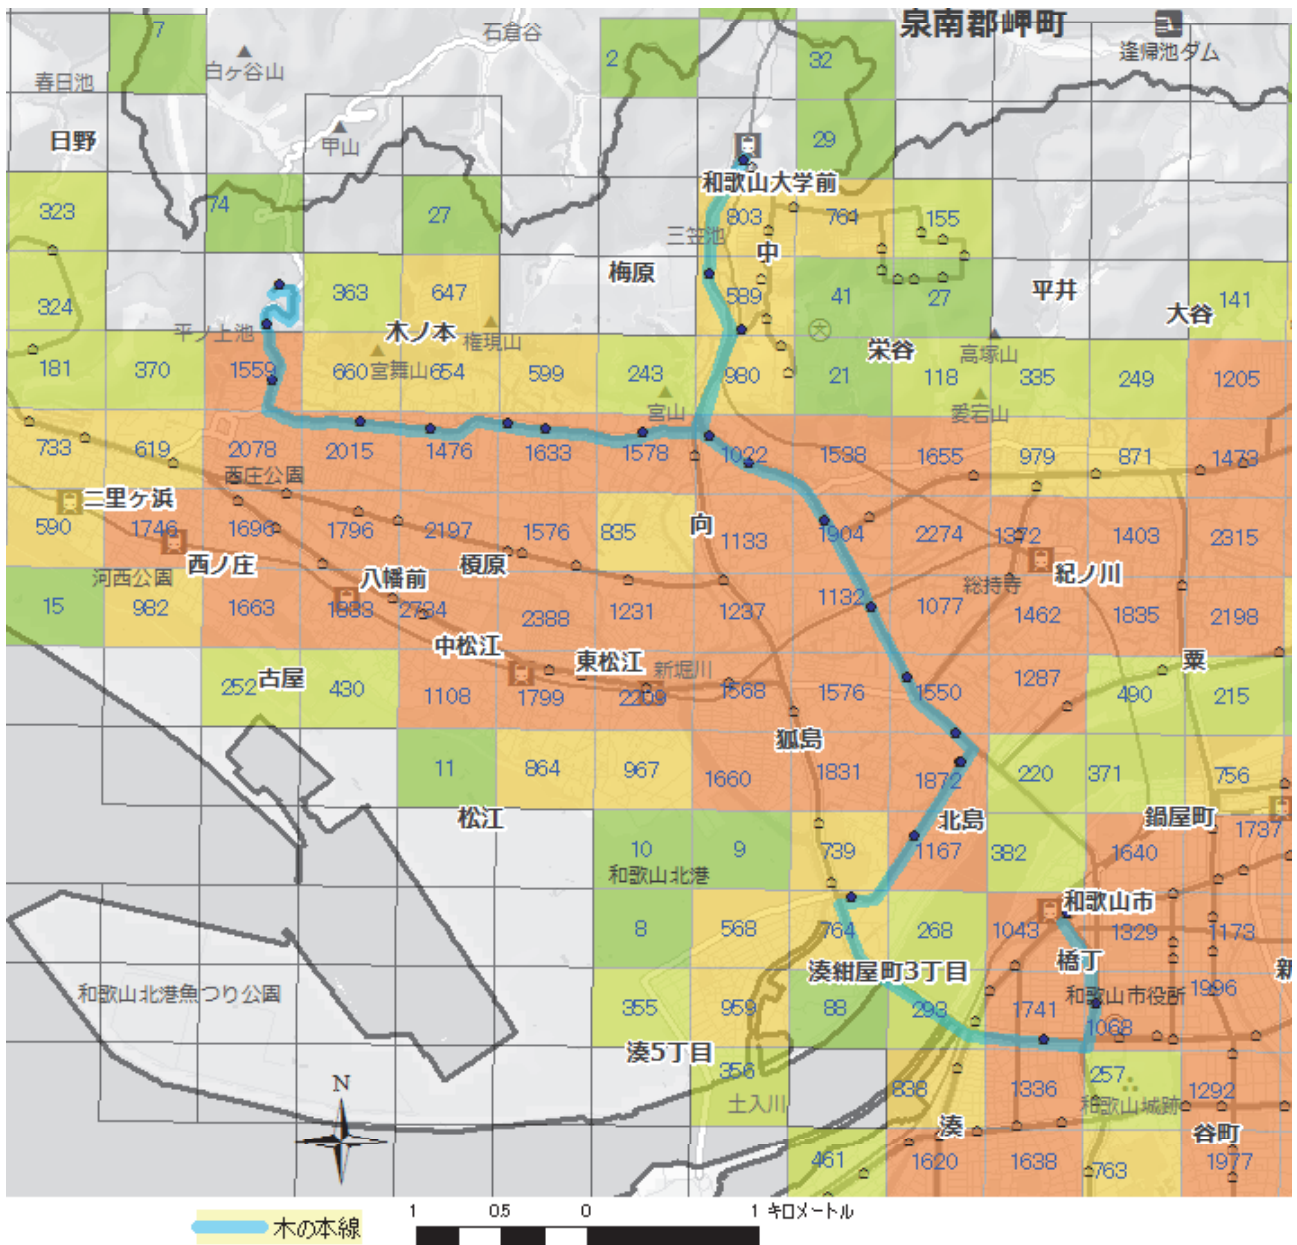 7
白ヶ谷山
石倉谷
2
32
泉南郡岬町
逢帰池ダム
春日池
日野
甲山
29
和歌山大学前
323
74
27
803
761
155
三笠池
中
324
363
647
梅原
589
41
27
平井
141
大谷
平ノ上池
木ノ本
権現山
栄谷
高塚山
181
370
1559
660
宮舞山
654
599
243
980
21
118
335
249
1205
宮山
愛宕山
733
619
2078
2015
1476
1633
1578
1022
1538
1655
979
871
1473
西庄公園
二里ヶ浜
590
1746
1696
1796
2197
1576
835
向
1133
1904
2274
1372
1403
2315
西ノ庄
八幡前
榎原
紀ノ川
河西公園
総持寺
15
982
1663
1833
2734
2388
1231
1237
1132
1077
1462
1835
2198
中松江
東松江
新堀川
粟
252
古屋
430
1108
1799
2209
1568
1576
1550
1287
490
215
狐島
11
864
967
1660
1831
1872
220
371
756
松江
北島
鍋屋町
1737
10
9
739
1167
382
1640
和歌山北港
和歌山市
8
568
764
268
1043
1329
1173
湊紺屋町3丁目
橋丁
新
和歌山北港魚つり公園
和歌山市役所
1996
355
959
88
293
1741
1068
湊5丁目
356
257
N
838
1336
1292
土入川
和歌山城跡
湊
谷町
461
1620
1638
763
1977
木の本線
1 0.5 0 1 キロメートル